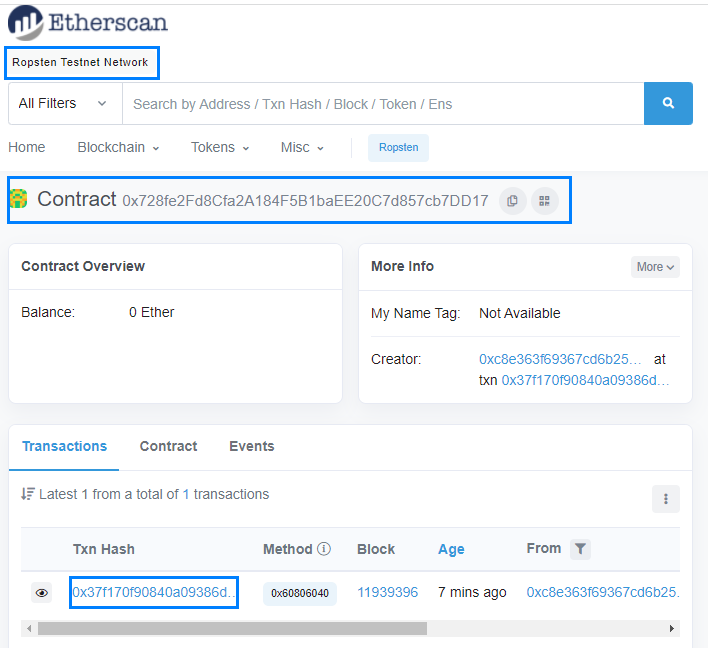 Etherscan
Ropsten Testnet Network
All Filters Search by Address / Txn Hash / Block / Token / Ens
Home Blockchain Tokens Misc Ropsten
Contract 0x728fe2Fd8Cfa2A184F5B1baEE20C7d857cb7DD17
Contract Overview
Balance: 0 Ether
More Info More
My Name Tag: Not Available
Creator: 0xc8e363f69367cd6b25... at
txn 0x37f170f90840a09386d...
Transactions Contract Events
Latest 1 from a total of 1 transactions
Txn Hash Method Block Age From
0x37f170f90840a09386d... 0x60806040 11939396 7 mins ago 0xc8e363f69367cd6b25.